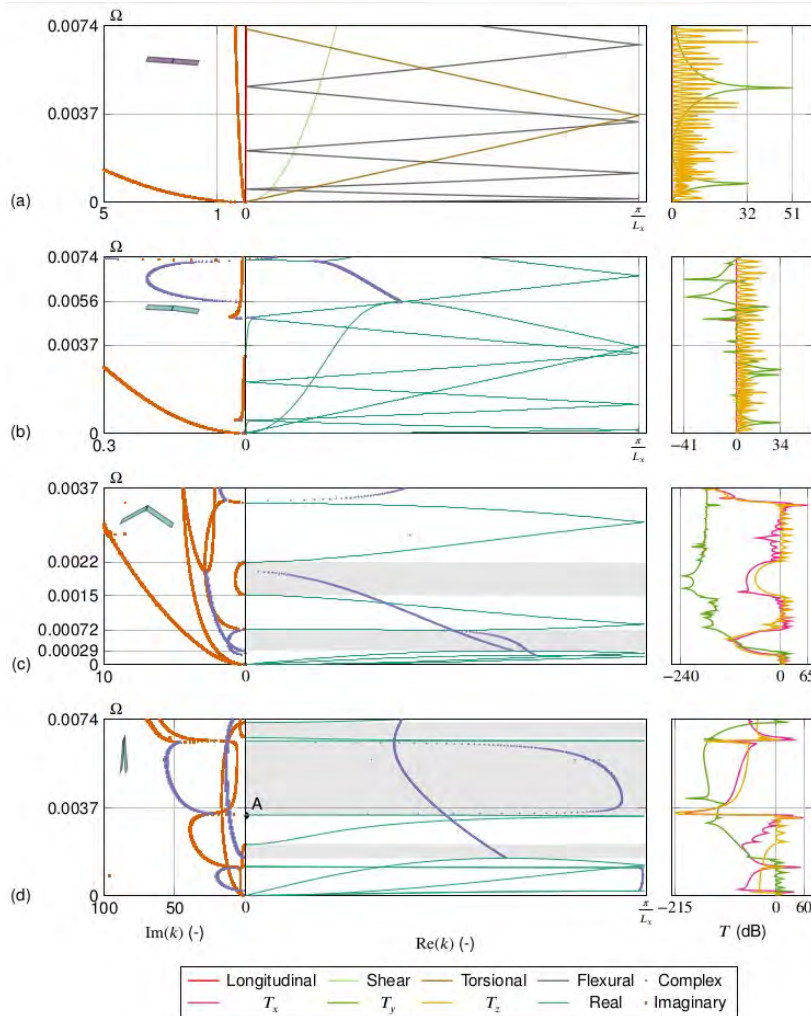 Ω
0.0074
0.0037
0
5 1 0 π/Lₓ 0 32 51
(a)
Ω
0.0074
0.0056
0.0037
0
0.3 0 π/Lₓ −41 0 34
(b)
Ω
0.0037
0.0022
0.0015
0.00072
0.00029
0
10 0 −240 0 65
(c)
Ω
0.0074
A
0.0037
0
100 50 0 π/Lₓ −215 0 60
(d)
Im(k) (-) Re(k) (-) T (dB)
Longitudinal Shear Torsional Flexural Complex
Tₓ T_y T_z Real Imaginary